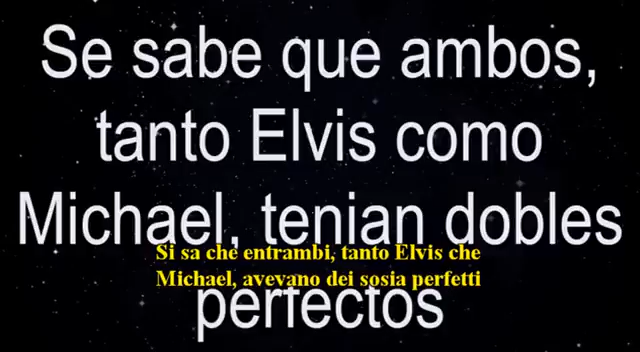 Se sabe que ambos,
tanto Elvis como
Michael, tenian dobles
Si sa che entrambi, tanto Elvis che
Michael, avevano dei sosia perfetti
perfectos